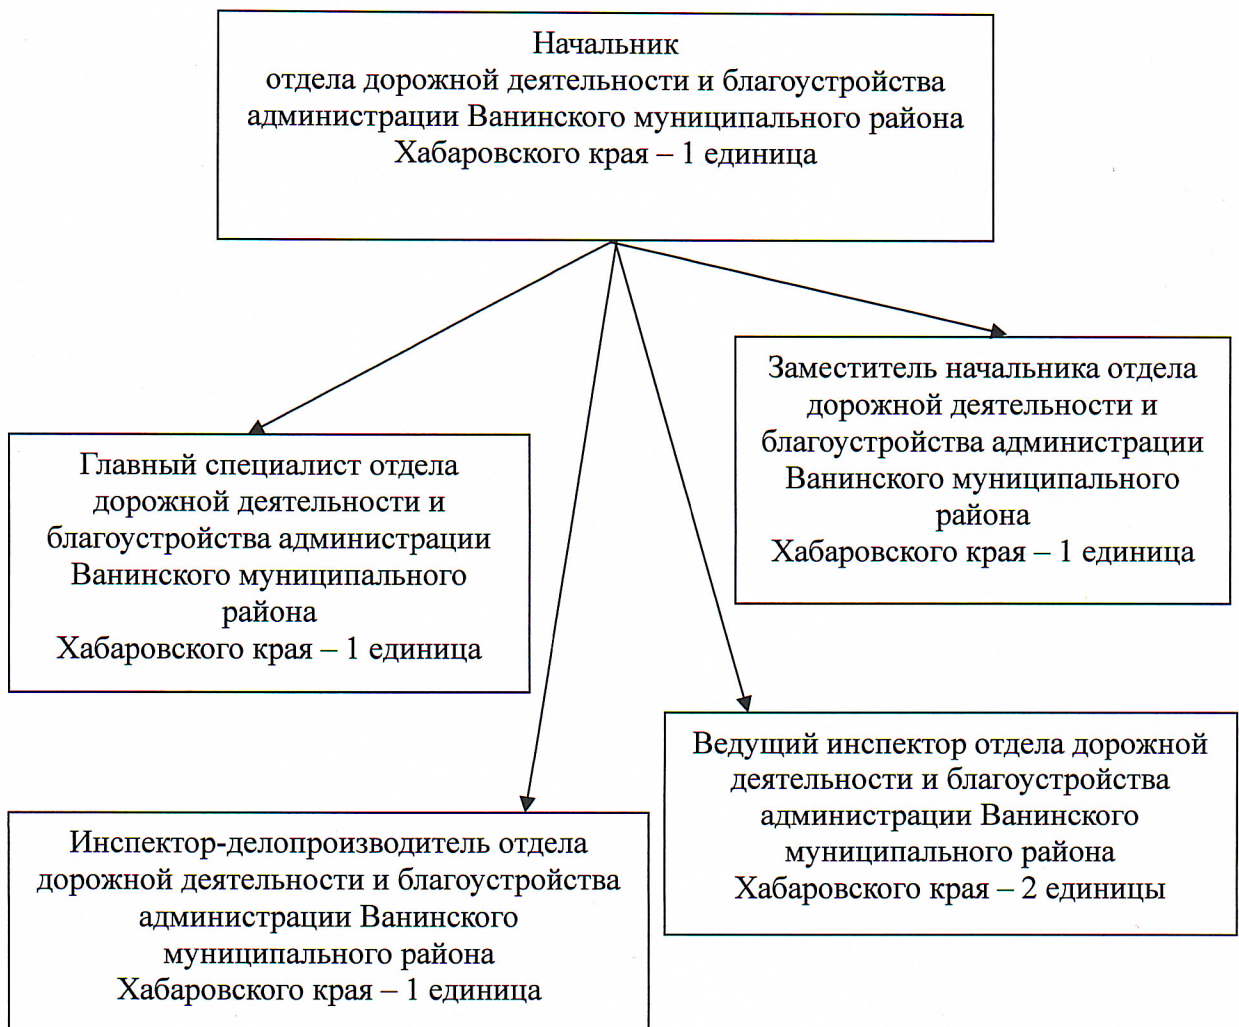 Начальник
отдела дорожной деятельности и благоустройства
администрации Ванинского муниципального района
Хабаровского края – 1 единица
Заместитель начальника отдела
дорожной деятельности и
благоустройства администрации
Ванинского муниципального
района
Хабаровского края – 1 единица
Главный специалист отдела
дорожной деятельности и
благоустройства администрации
Ванинского муниципального
района
Хабаровского края – 1 единица
Ведущий инспектор отдела дорожной
деятельности и благоустройства
администрации Ванинского
муниципального района
Хабаровского края – 2 единицы
Инспектор-делопроизводитель отдела
дорожной деятельности и благоустройства
администрации Ванинского
муниципального района
Хабаровского края – 1 единица